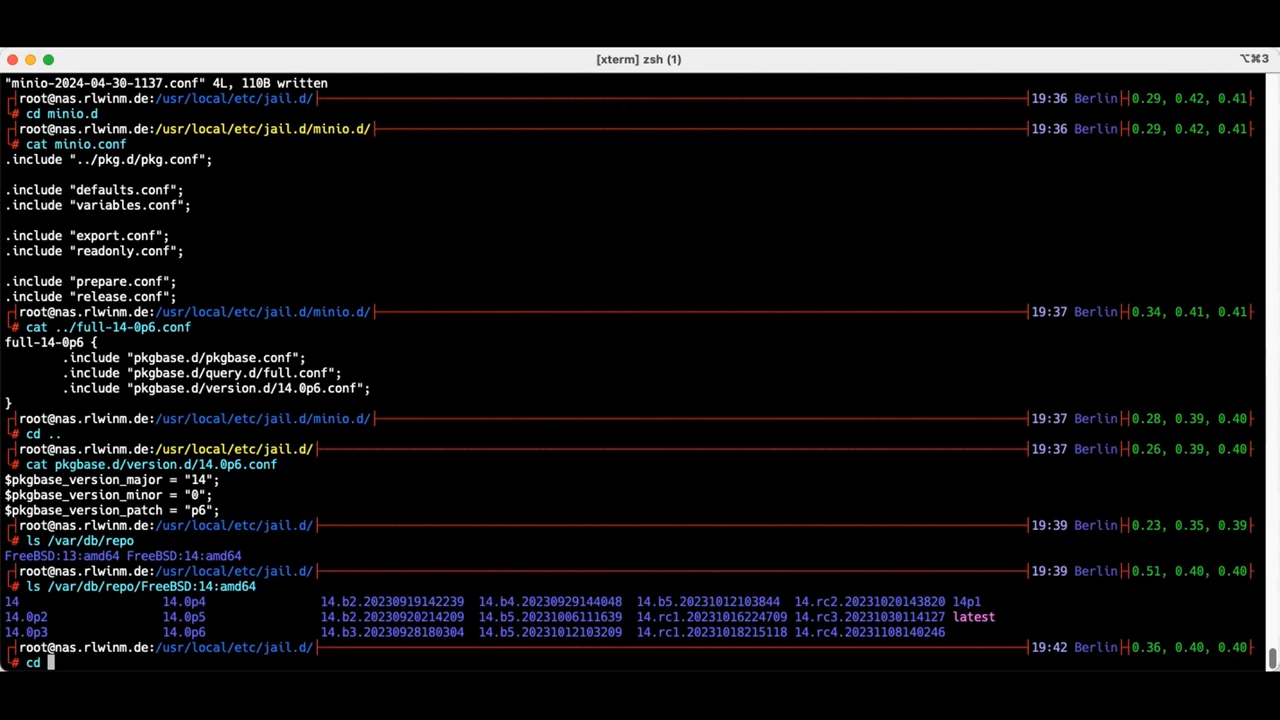 [xterm] zsh (1)
⌥⌘3
"minio-2024-04-30-1137.conf" 4L, 110B written
root@nas.rlwinm.de:/usr/local/etc/jail.d/ 19:36 Berlin 0.29, 0.42, 0.41
# cd minio.d
root@nas.rlwinm.de:/usr/local/etc/jail.d/minio.d/ 19:36 Berlin 0.29, 0.42, 0.41
# cat minio.conf
.include "../pkg.d/pkg.conf";
.include "defaults.conf";
.include "variables.conf";
.include "export.conf";
.include "readonly.conf";
.include "prepare.conf";
.include "release.conf";
root@nas.rlwinm.de:/usr/local/etc/jail.d/minio.d/ 19:37 Berlin 0.34, 0.41, 0.41
# cat ../full-14-0p6.conf
full-14-0p6 {
.include "pkgbase.d/pkgbase.conf";
.include "pkgbase.d/query.d/full.conf";
.include "pkgbase.d/version.d/14.0p6.conf";
}
root@nas.rlwinm.de:/usr/local/etc/jail.d/minio.d/ 19:37 Berlin 0.28, 0.39, 0.40
# cd ..
root@nas.rlwinm.de:/usr/local/etc/jail.d/ 19:37 Berlin 0.26, 0.39, 0.40
# cat pkgbase.d/version.d/14.0p6.conf
$pkgbase_version_major = "14";
$pkgbase_version_minor = "0";
$pkgbase_version_patch = "p6";
root@nas.rlwinm.de:/usr/local/etc/jail.d/ 19:39 Berlin 0.23, 0.35, 0.39
# ls /var/db/repo
FreeBSD:13:amd64 FreeBSD:14:amd64
root@nas.rlwinm.de:/usr/local/etc/jail.d/ 19:39 Berlin 0.51, 0.40, 0.40
# ls /var/db/repo/FreeBSD:14:amd64
14 14.0p4 14.b2.20230919142239 14.b4.20230929144048 14.b5.20231012103844 14.rc2.20231020143820 14p1
14.0p2 14.0p5 14.b2.20230920214209 14.b5.20231006111639 14.rc1.20231016224709 14.rc3.20231030114127 latest
14.0p3 14.0p6 14.b3.20230928180304 14.b5.20231012103209 14.rc1.20231018215118 14.rc4.20231108140246
root@nas.rlwinm.de:/usr/local/etc/jail.d/ 19:42 Berlin 0.36, 0.40, 0.40
# cd